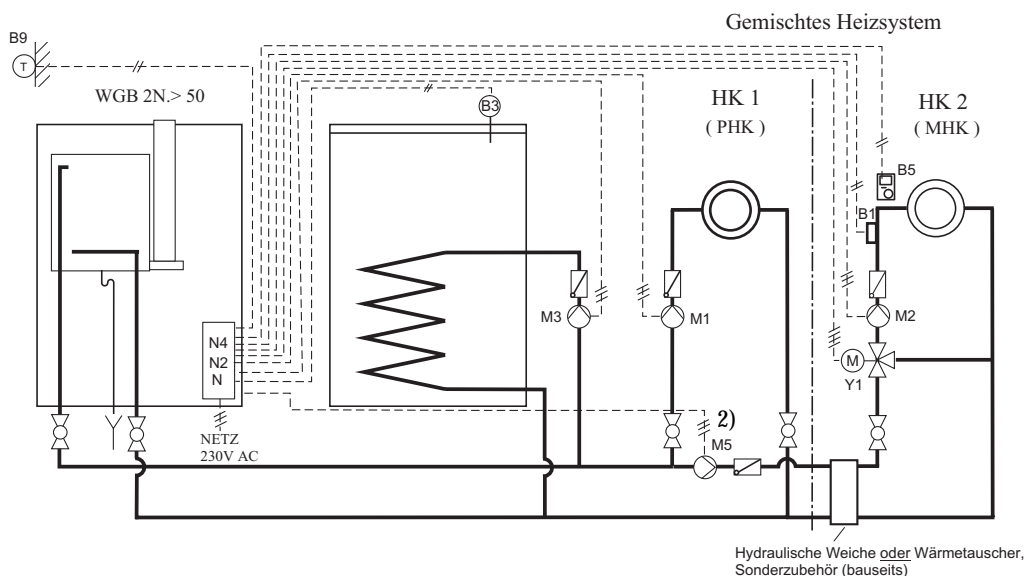 Gemischtes Heizsystem
B9
T
WGB 2N.> 50
B3
HK 1
( PHK )
HK 2
( MHK )
B5
B1
N4
N2
N
M3
M1
M2
M
Y1
NETZ
230V AC
2)
M5
Hydraulische Weiche oder Wärmetauscher,
Sonderzubehör (bauseits)